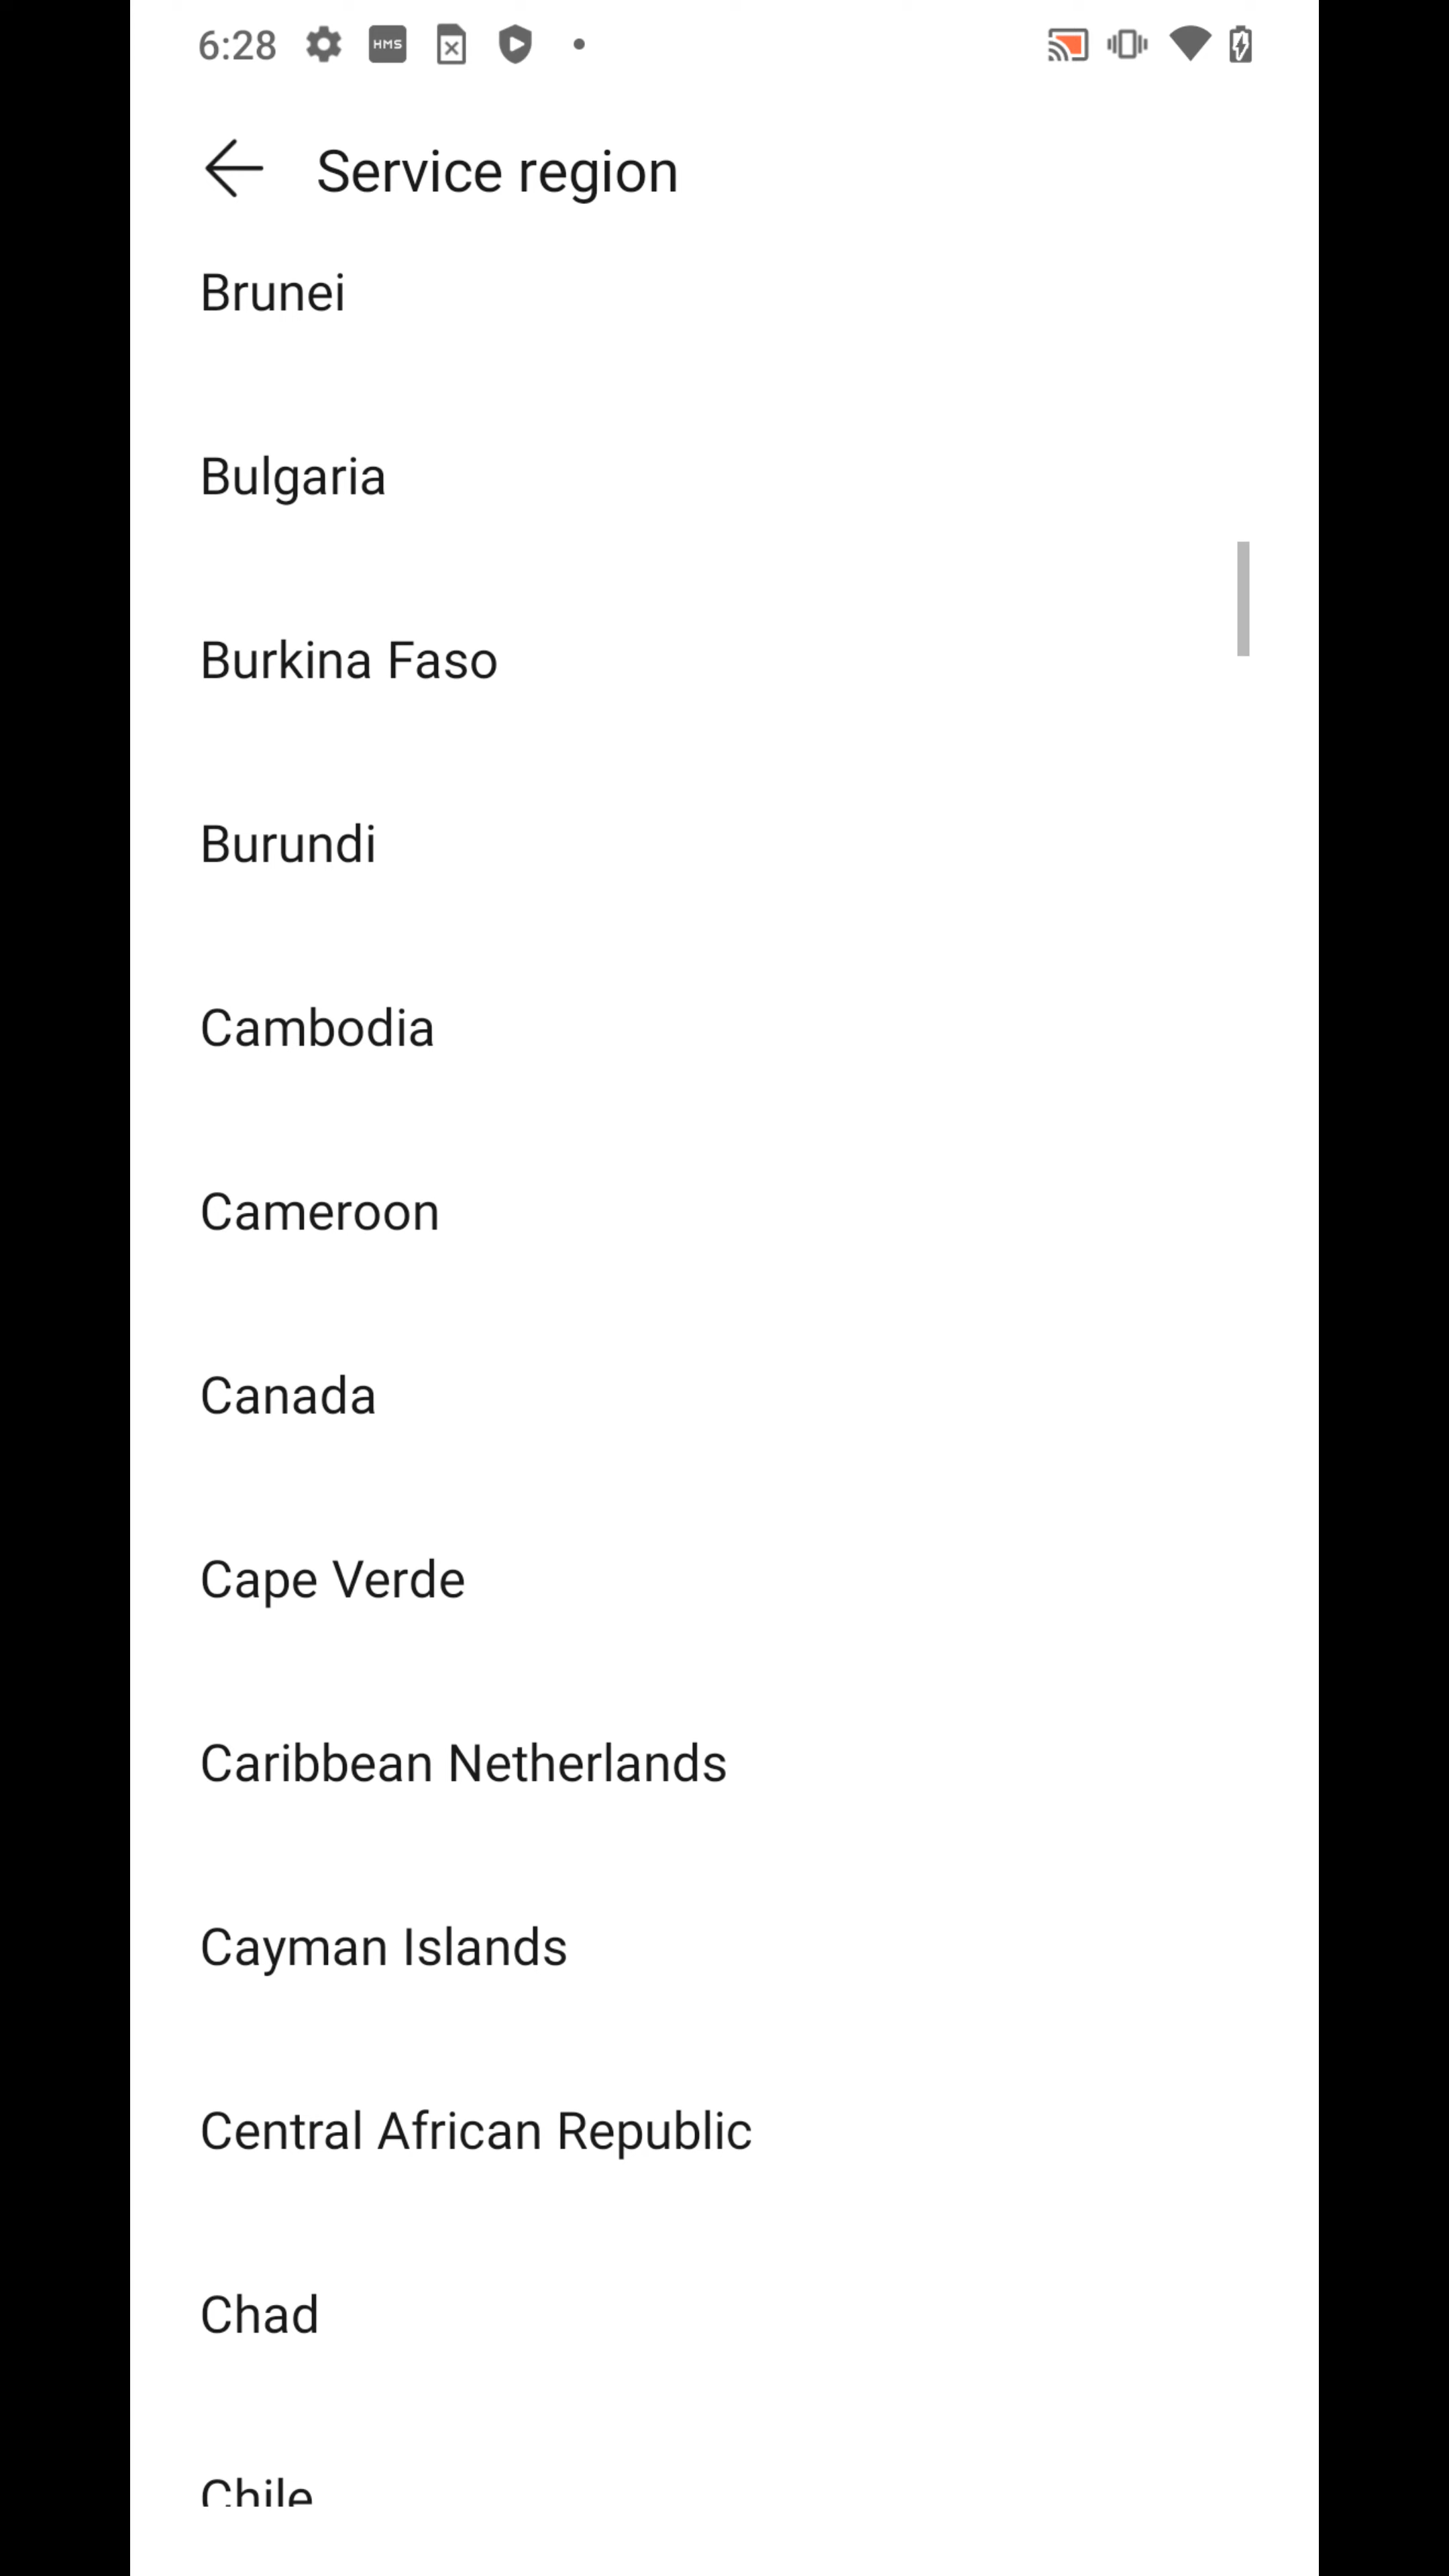 6:28 HMS
Service region
Brunei
Bulgaria
Burkina Faso
Burundi
Cambodia
Cameroon
Canada
Cape Verde
Caribbean Netherlands
Cayman Islands
Central African Republic
Chad
Chile